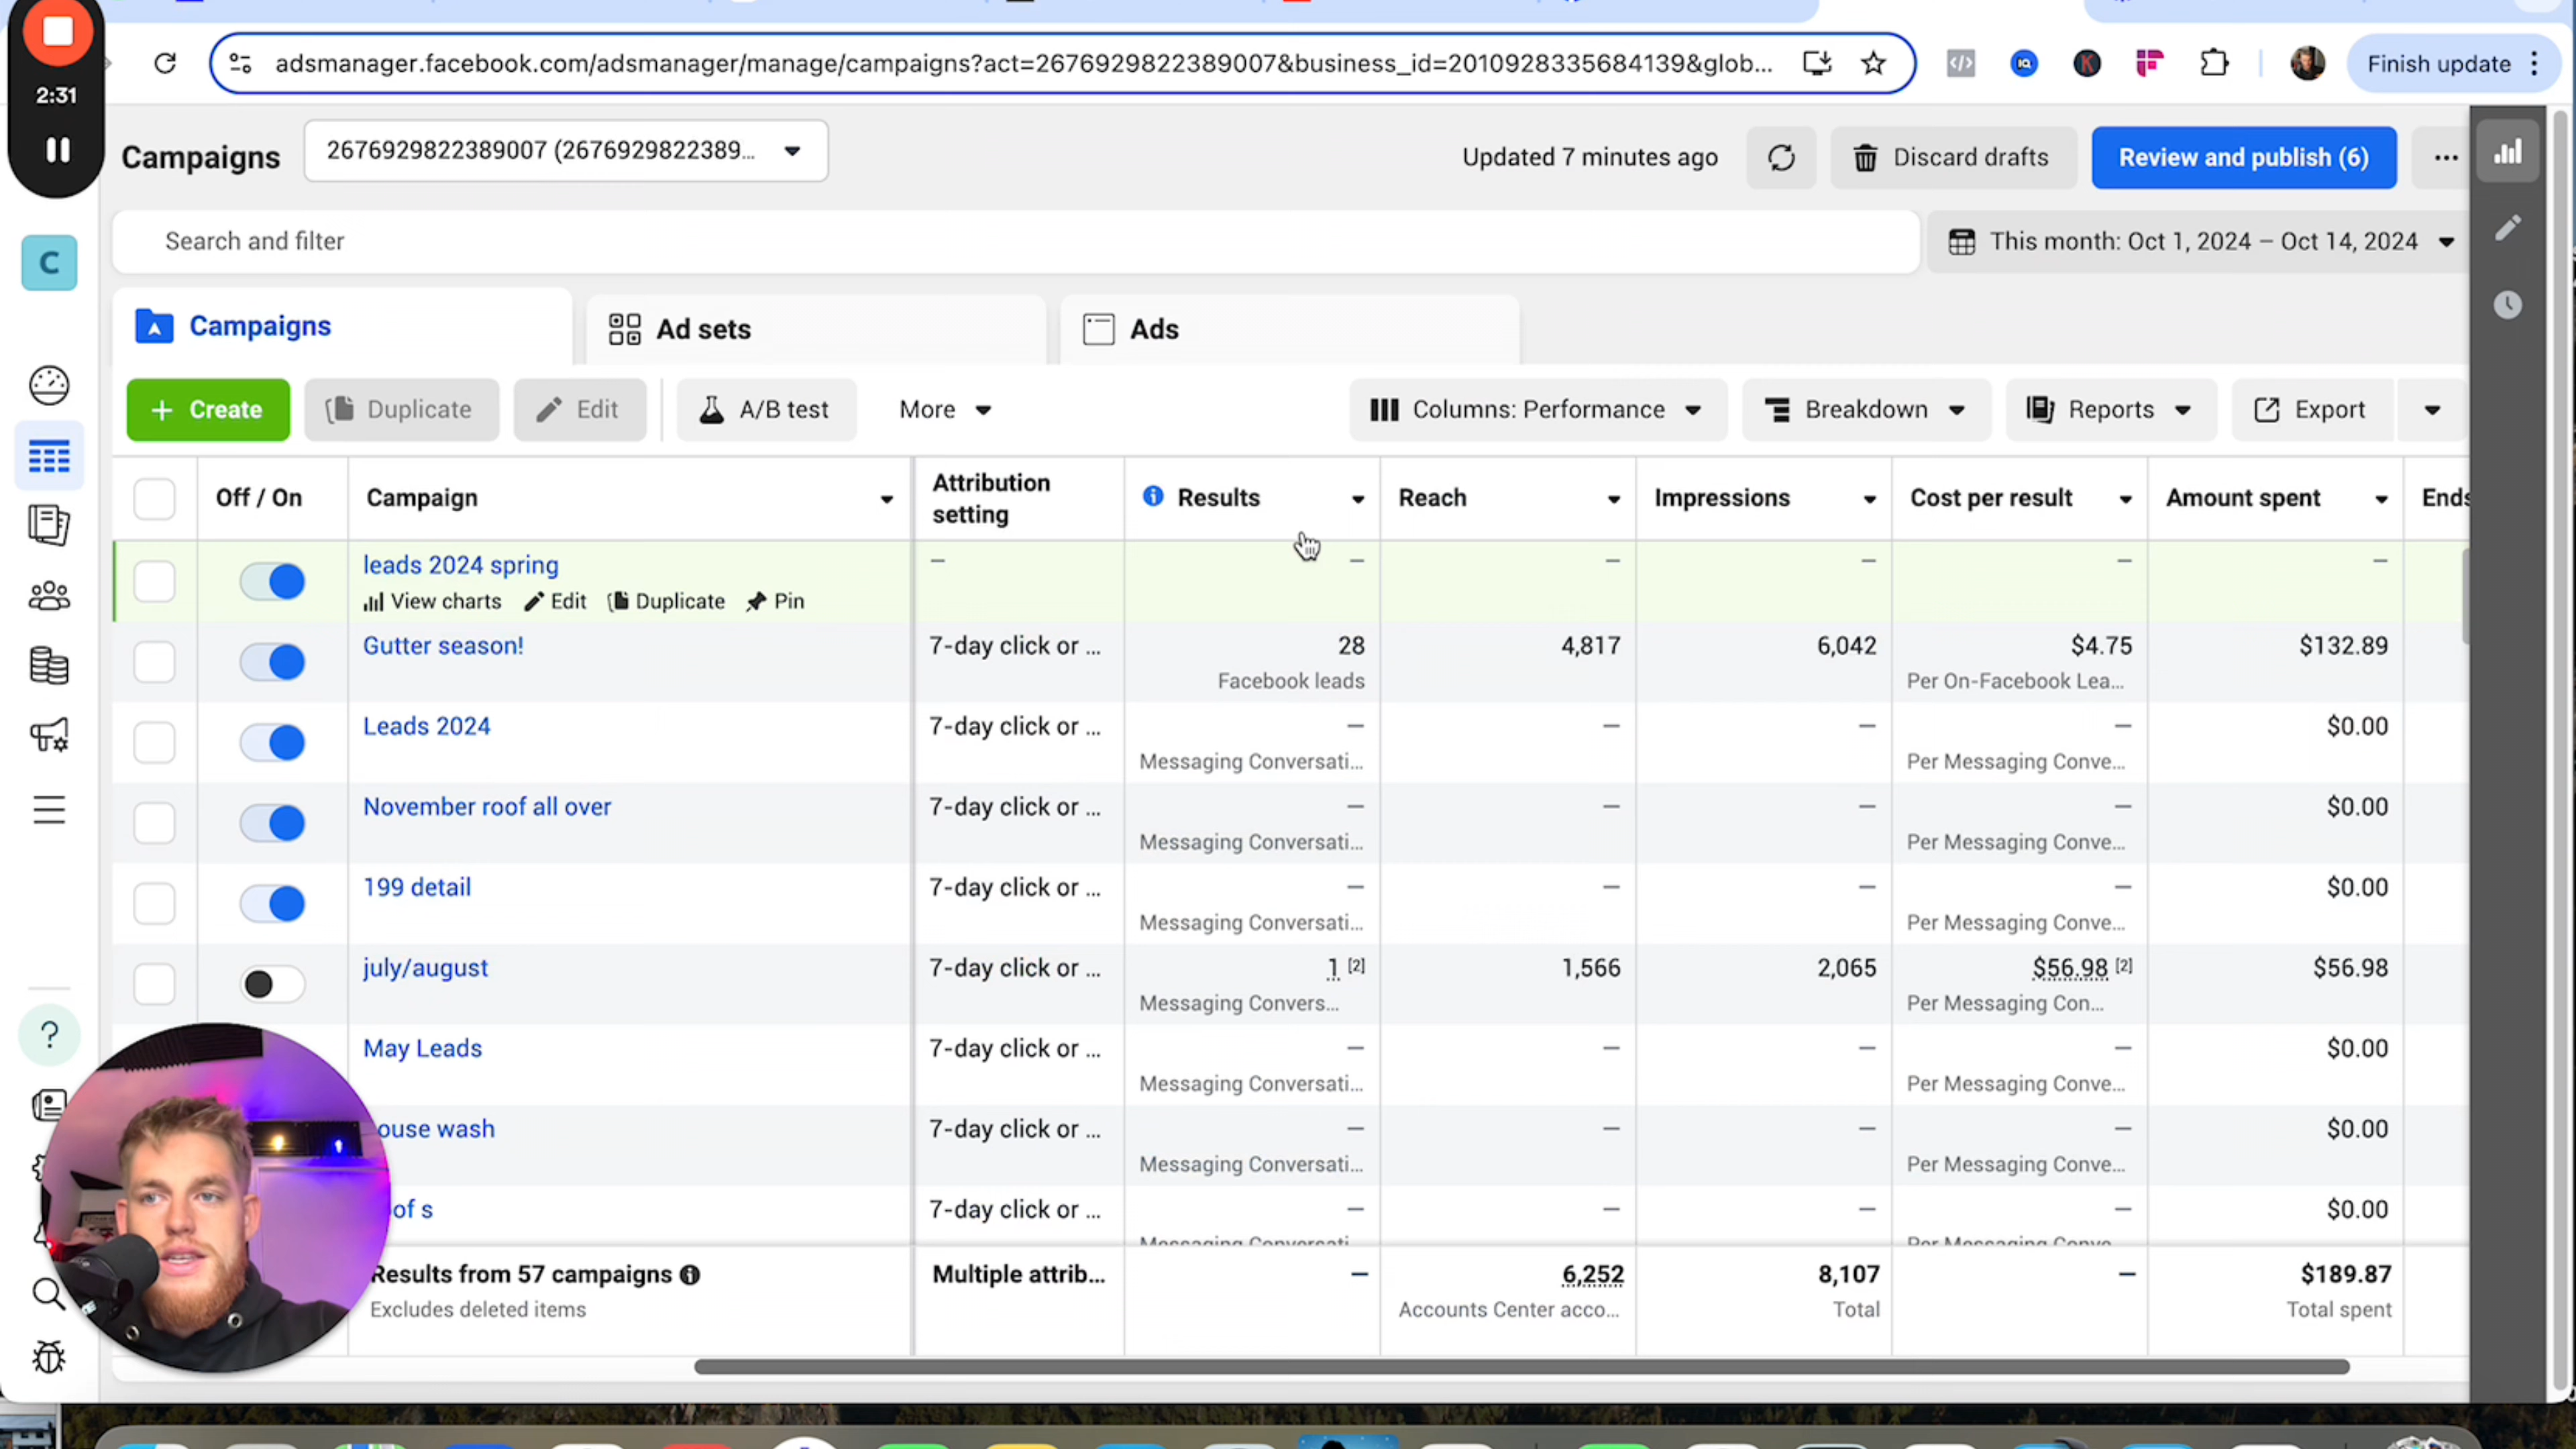 2:31
adsmanager.facebook.com/adsmanager/manage/campaigns?act=2676929822389007&business_id=2010928335684139&glob...
Finish update
Campaigns
2676929822389007 (2676929822389...
Updated 7 minutes ago
Discard drafts
Review and publish (6)
C
Search and filter
This month: Oct 1, 2024 – Oct 14, 2024
Campaigns
Ad sets
Ads
+ Create
Duplicate
Edit
A/B test
More
Columns: Performance
Breakdown
Reports
Export
Off / On
Campaign
Attribution setting
Results
Reach
Impressions
Cost per result
Amount spent
Ends
leads 2024 spring
– – – – – –
View charts Edit Duplicate Pin
Gutter season!
7-day click or ...
28
4,817
6,042
$4.75
$132.89
Facebook leads
Per On-Facebook Lea...
Leads 2024
7-day click or ...
– – – –
$0.00
Messaging Conversati...
Per Messaging Conve...
November roof all over
7-day click or ...
– – – –
$0.00
Messaging Conversati...
Per Messaging Conve...
199 detail
7-day click or ...
– – – –
$0.00
Messaging Conversati...
Per Messaging Conve...
july/august
7-day click or ...
1 [2]
1,566
2,065
$56.98 [2]
$56.98
Messaging Convers...
Per Messaging Con...
May Leads
7-day click or ...
– – – –
$0.00
Messaging Conversati...
Per Messaging Conve...
ouse wash
7-day click or ...
– – – –
$0.00
Messaging Conversati...
Per Messaging Conve...
of s
7-day click or ...
– – – –
$0.00
Messaging Conversati
Per Messaging Conve
Results from 57 campaigns
Multiple attrib...
–
6,252
8,107
–
$189.87
Excludes deleted items
Accounts Center acco...
Total
Total spent